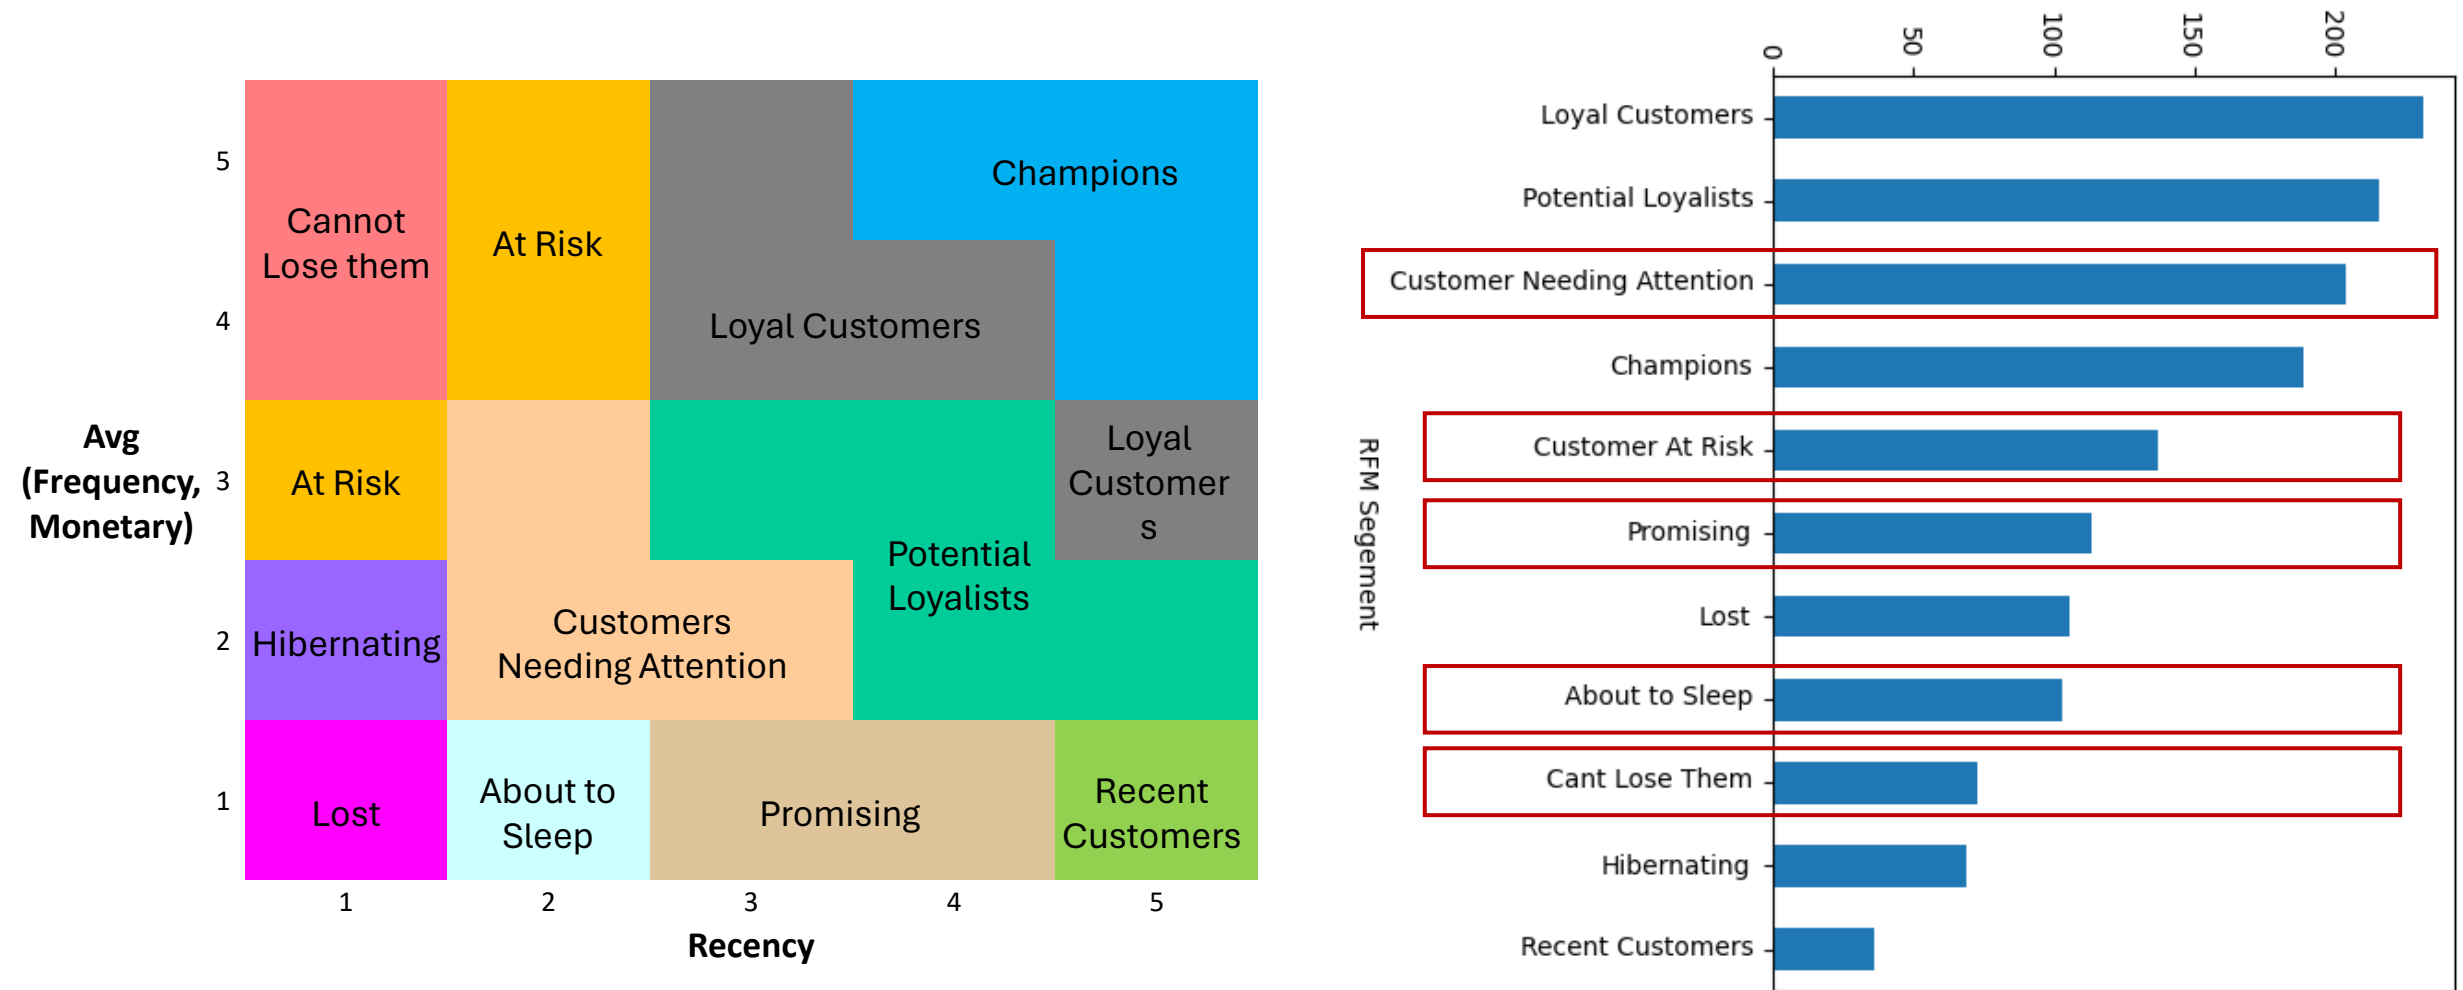 5
Champions
Cannot
Lose them
At Risk
4
Loyal Customers
Avg
(Frequency,
Monetary)
3
At Risk
Loyal
Customer
s
Potential
Loyalists
2
Hibernating
Customers
Needing Attention
1
Lost
About to
Sleep
Promising
Recent
Customers
1
2
3
4
5
Recency
0
50
100
150
200
RFM Segement
Loyal Customers
Potential Loyalists
Customer Needing Attention
Champions
Customer At Risk
Promising
Lost
About to Sleep
Cant Lose Them
Hibernating
Recent Customers